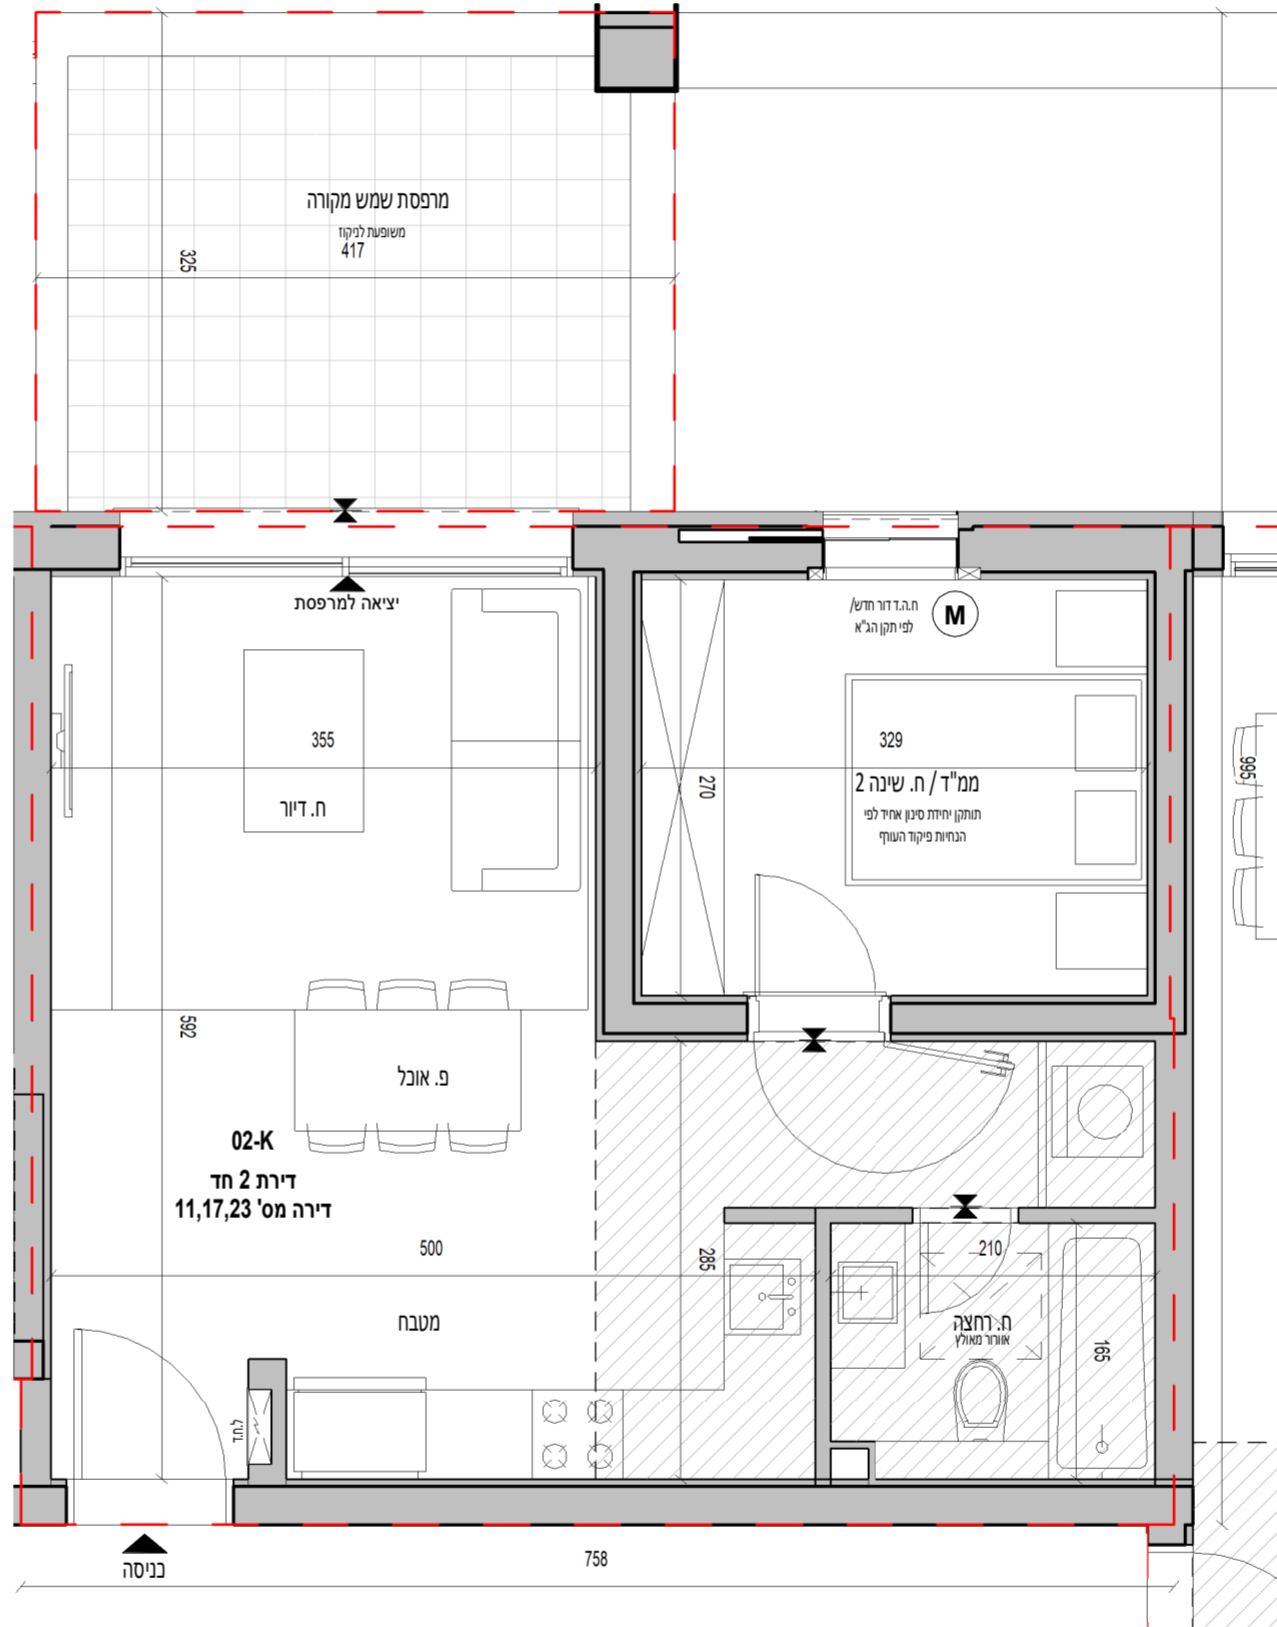 מרפסת שמש מקורה
משופעת לניקוז
417
325
יציאה למרפסת
ח.ה.ד דור חדש/
לפי תקן הג"א
M
355
ח. דיור
329
270
ממ"ד / ח. שינה 2
תותקן יחידת סינון אחיד לפי
הנחיות פיקוד העורף
995
592
פ. אוכל
02-K
דירת 2 חד
דירה מס' 11,17,23
500
285
210
מטבח
ח. רחצה
אוורור מאולץ
165
ל.ח.ד
כניסה
758